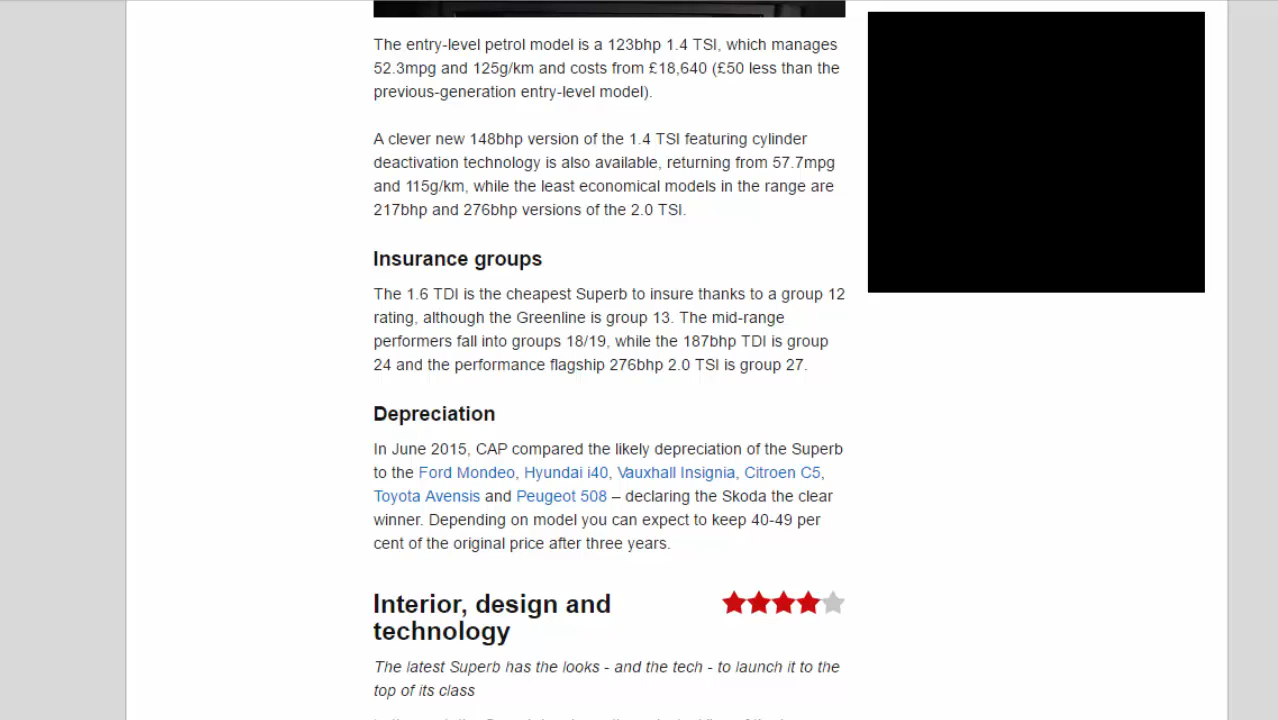 The entry-level petrol model is a 123bhp 1.4 TSI, which manages
52.3mpg and 125g/km and costs from £18,640 (£50 less than the
previous-generation entry-level model).
A clever new 148bhp version of the 1.4 TSI featuring cylinder
deactivation technology is also available, returning from 57.7mpg
and 115g/km, while the least economical models in the range are
217bhp and 276bhp versions of the 2.0 TSI.
Insurance groups
The 1.6 TDI is the cheapest Superb to insure thanks to a group 12
rating, although the Greenline is group 13. The mid-range
performers fall into groups 18/19, while the 187bhp TDI is group
24 and the performance flagship 276bhp 2.0 TSI is group 27.
Depreciation
In June 2015, CAP compared the likely depreciation of the Superb
to the Ford Mondeo, Hyundai i40, Vauxhall Insignia, Citroen C5,
Toyota Avensis and Peugeot 508 – declaring the Skoda the clear
winner. Depending on model you can expect to keep 40-49 per
cent of the original price after three years.
Interior, design and
technology
The latest Superb has the looks - and the tech - to launch it to the
top of its class